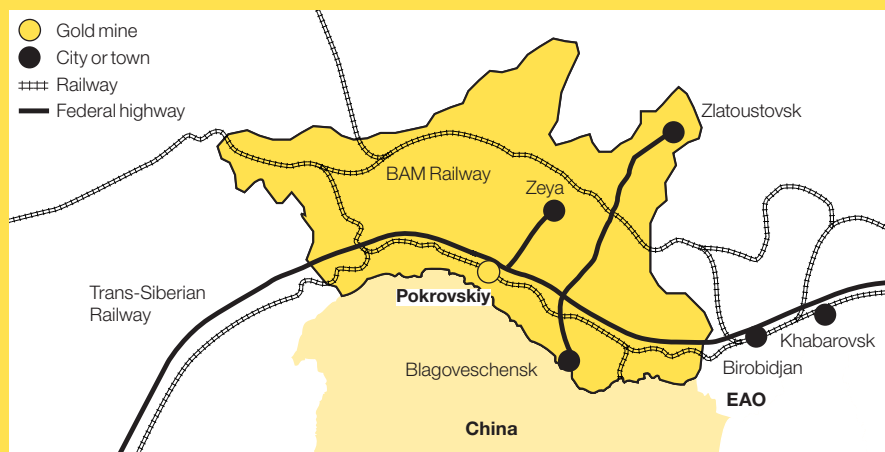 Gold mine
City or town
Railway
Federal highway
Zlatoustovsk
BAM Railway
Zeya
Trans-Siberian
Railway
Pokrovskiy
Khabarovsk
Blagoveschensk
Birobidjan
EAO
China